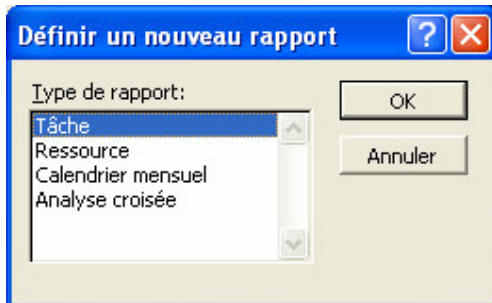 Définir un nouveau rapport
Type de rapport:
Tâche
Ressource
Calendrier mensuel
Analyse croisée
OK
Annuler